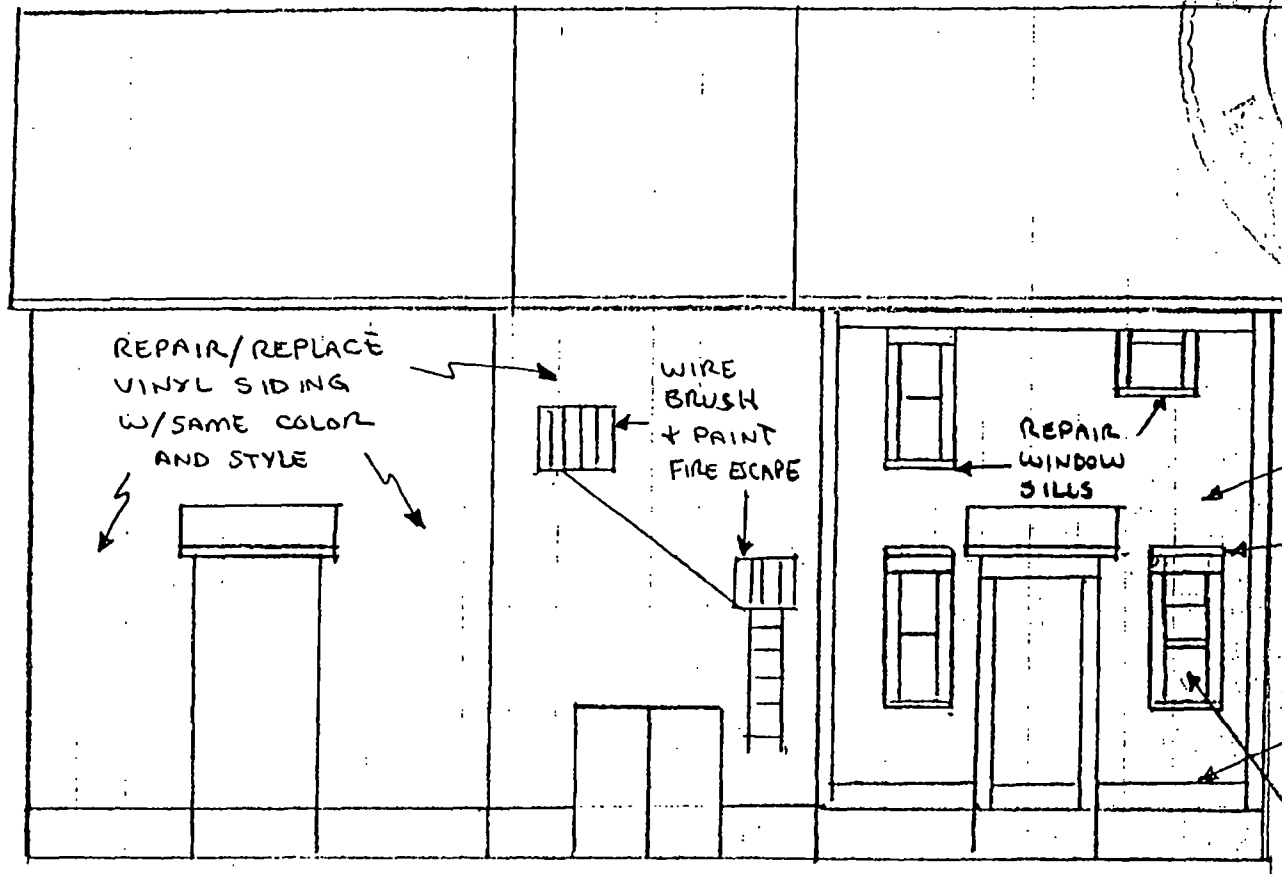 REPAIR/REPLACE
VINYL SIDING
W/SAME COLOR
AND STYLE
WIRE
BRUSH
+ PAINT
FIRE ESCAPE
REPAIR
WINDOW
SILLS